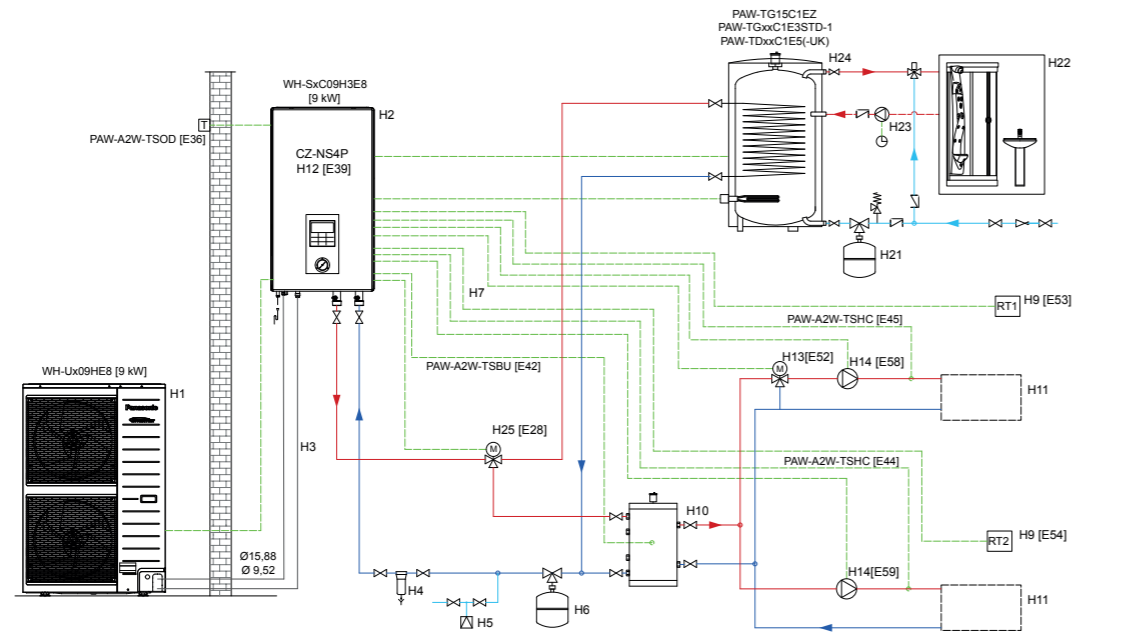 PAW-TG15C1EZ
PAW-TGxxC1E3STD-1
PAW-TDxxC1E5(-UK)
H24
H22
WH-SxC09H3E8
[9 kW]
H2
T
PAW-A2W-TSOD [E36]
CZ-NS4P
H12 [E39]
H23
H21
H7
RT1
H9 [E53]
PAW-A2W-TSHC [E45]
PAW-A2W-TSBU [E42]
H13[E52]
M
H14 [E58]
H11
WH-Ux09HE8 [9 kW]
H1
Panasonic
H3
H25 [E28]
M
PAW-A2W-TSHC [E44]
H10
RT2
H9 [E54]
Ø15,88
Ø 9,52
H14[E59]
H4
H5
H6
H11